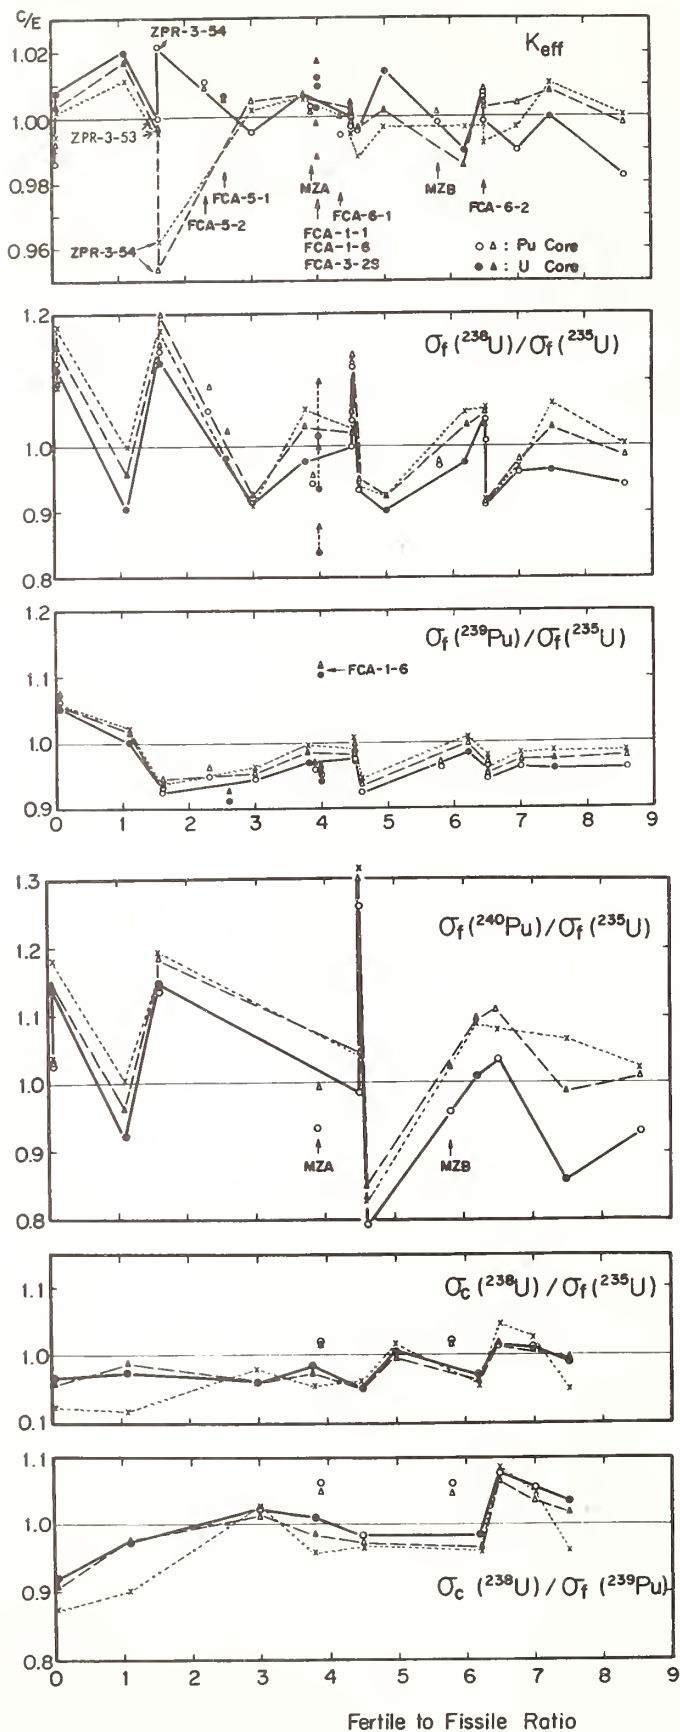 C/E
1.02
1.00
0.98
0.96
ZPR-3-54
Keff
ZPR-3-53
FCA-5-1
FCA-5-2
MZA
FCA-6-1
FCA-1-1
FCA-1-6
FCA-3-2S
MZB
FCA-6-2
ZPR-3-54
○ △ : Pu Core
● ▲ : U Core
1.2
1.0
0.9
0.8
σf(²³⁸U)/σf(²³⁵U)
1.2
1.1
1.0
0.9
σf(²³⁹Pu)/σf(²³⁵U)
FCA-1-6
0 1 2 3 4 5 6 7 8 9
1.3
1.2
1.1
1.0
0.9
0.8
σf(²⁴⁰Pu)/σf(²³⁵U)
MZA
MZB
1.1
1.0
0.1
σc(²³⁸U)/σf(²³⁵U)
1.1
1.0
0.9
0.8
σc (²³⁸U)/σf (²³⁹Pu)
0 1 2 3 4 5 6 7 8 9
Fertile to Fissile Ratio